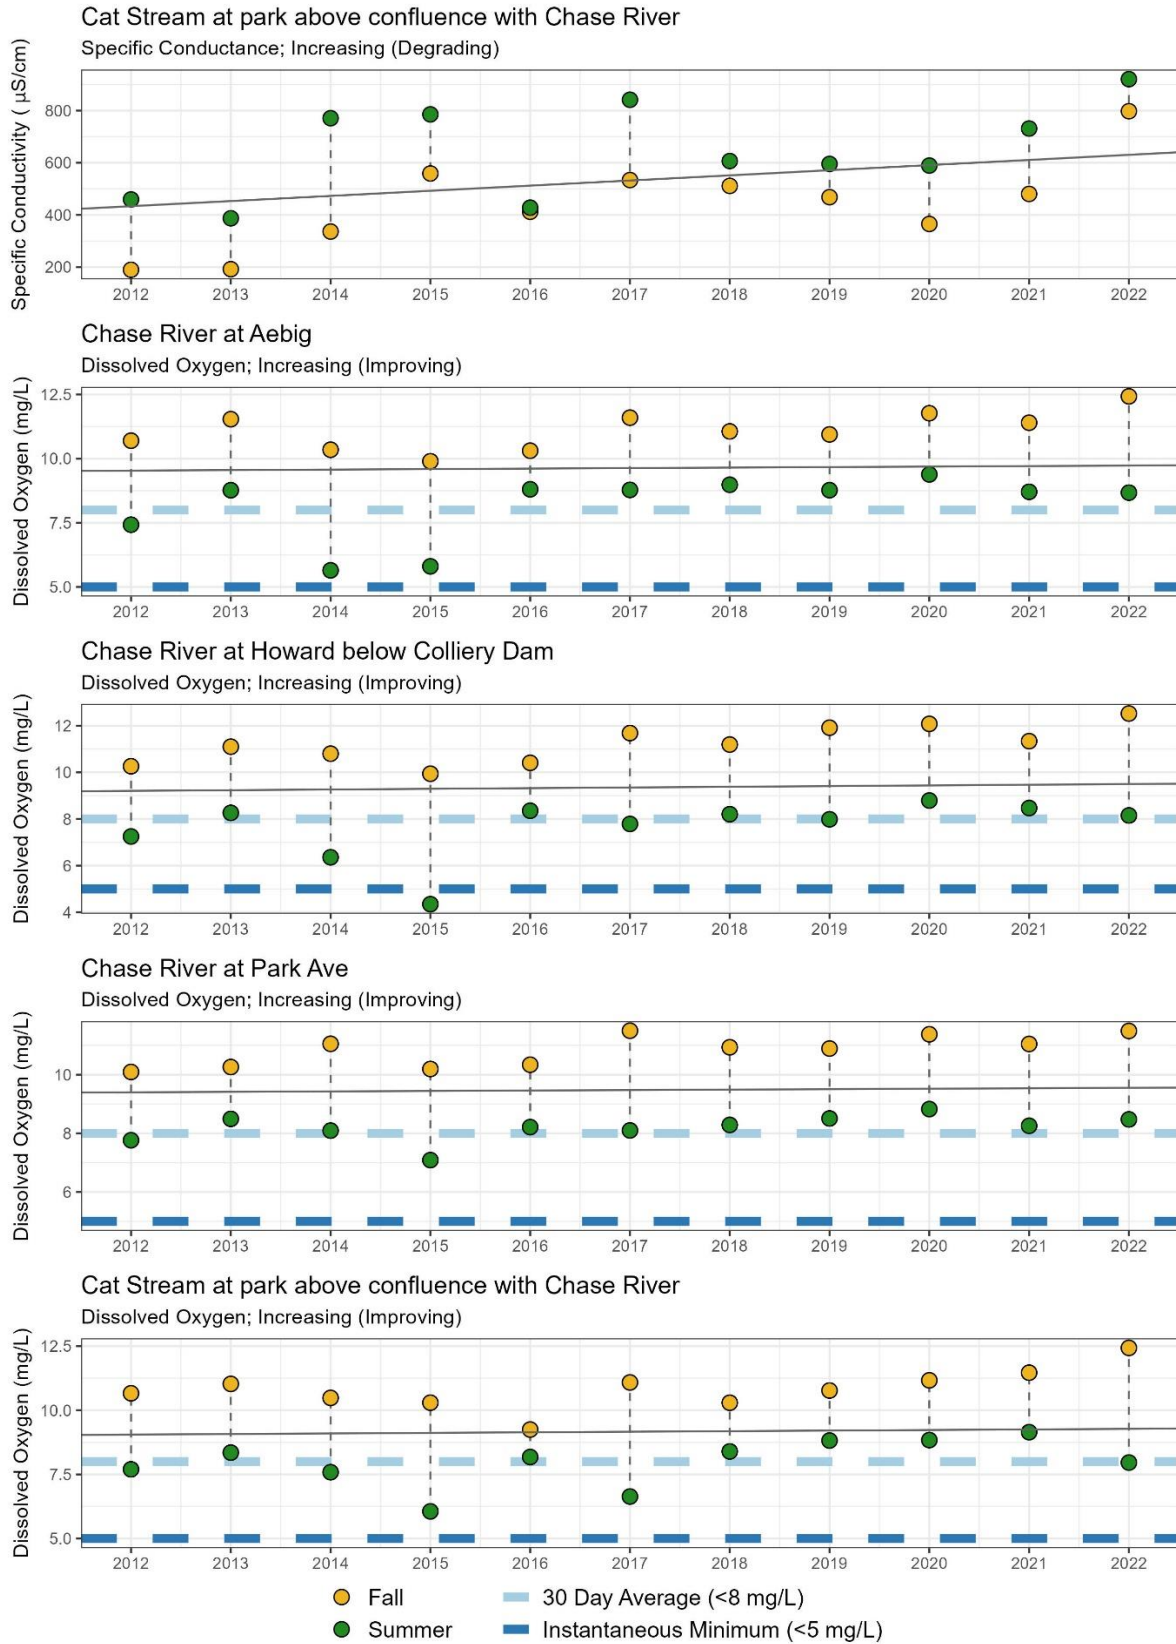 Cat Stream at park above confluence with Chase River
Specific Conductance; Increasing (Degrading)
Specific Conductivity ( µS/cm)
800
600
400
200
2012 2013 2014 2015 2016 2017 2018 2019 2020 2021 2022
Chase River at Aebig
Dissolved Oxygen; Increasing (Improving)
Dissolved Oxygen (mg/L)
12.5
10.0
7.5
5.0
2012 2013 2014 2015 2016 2017 2018 2019 2020 2021 2022
Chase River at Howard below Colliery Dam
Dissolved Oxygen; Increasing (Improving)
Dissolved Oxygen (mg/L)
12
10
8
6
4
2012 2013 2014 2015 2016 2017 2018 2019 2020 2021 2022
Chase River at Park Ave
Dissolved Oxygen; Increasing (Improving)
Dissolved Oxygen (mg/L)
10
8
6
2012 2013 2014 2015 2016 2017 2018 2019 2020 2021 2022
Cat Stream at park above confluence with Chase River
Dissolved Oxygen; Increasing (Improving)
Dissolved Oxygen (mg/L)
12.5
10.0
7.5
5.0
2012 2013 2014 2015 2016 2017 2018 2019 2020 2021 2022
Fall
30 Day Average (<8 mg/L)
Summer
Instantaneous Minimum (<5 mg/L)